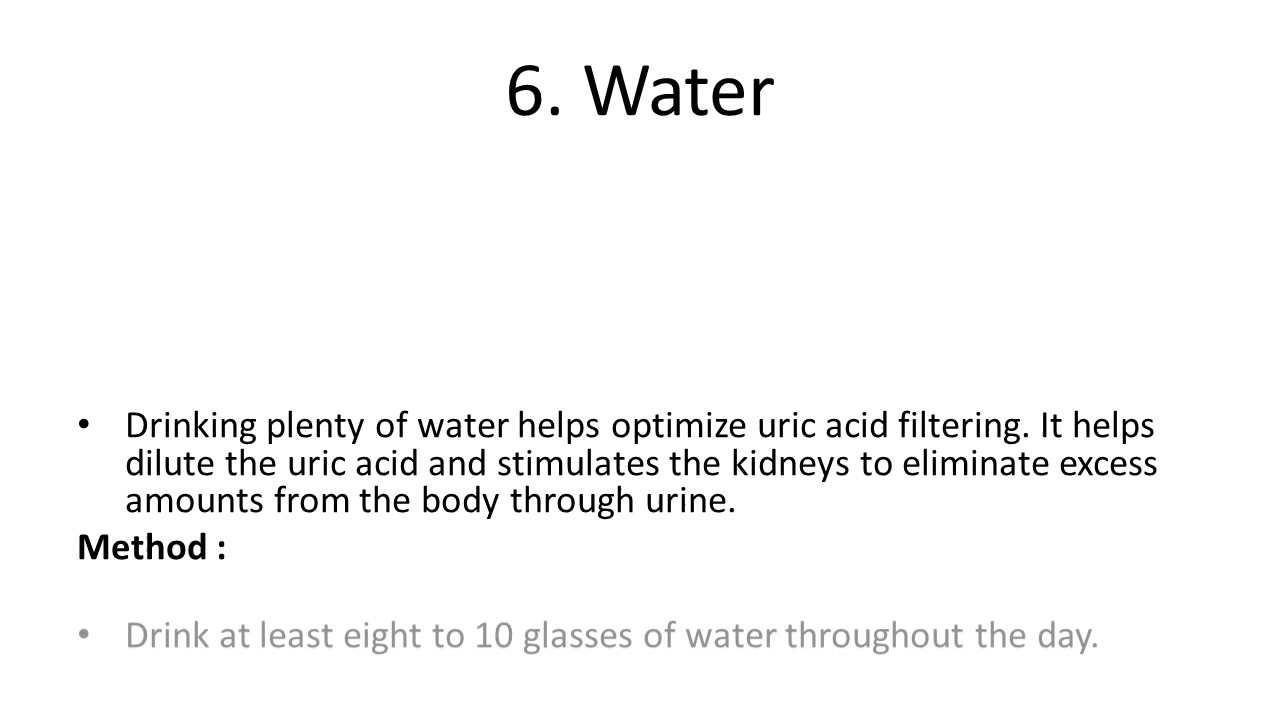 6. Water
• Drinking plenty of water helps optimize uric acid filtering. It helps
dilute the uric acid and stimulates the kidneys to eliminate excess
amounts from the body through urine.
Method :
• Drink at least eight to 10 glasses of water throughout the day.